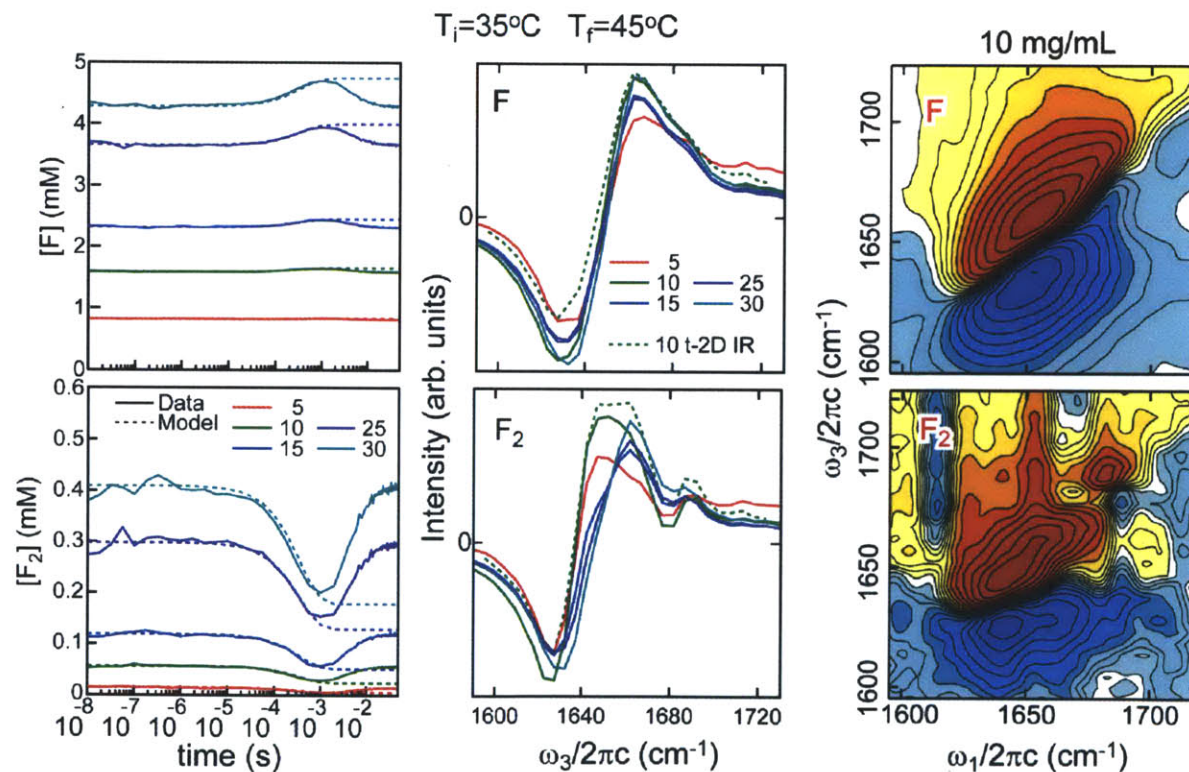 Tᵢ=35°C T_f=45°C
10 mg/mL
[F] (mM)
5
4
3
2
1
0
F
0
5
10 25
15 30
10 t-2D IR
F
1700
1650
1600
ω₃/2πc (cm⁻¹)
[F₂] (mM)
0.6
0.5
0.4
0.3
0.2
0.1
0
Data 5
Model 10 25
15 30
10⁻⁸ 10⁻⁷ 10⁻⁶ 10⁻⁵ 10⁻⁴ 10⁻³ 10⁻²
time (s)
Intensity (arb. units)
F₂
0
1600 1640 1680 1720
ω₃/2πc (cm⁻¹)
F₂
1700
1650
1600
1600 1650 1700
ω₁/2πc (cm⁻¹)